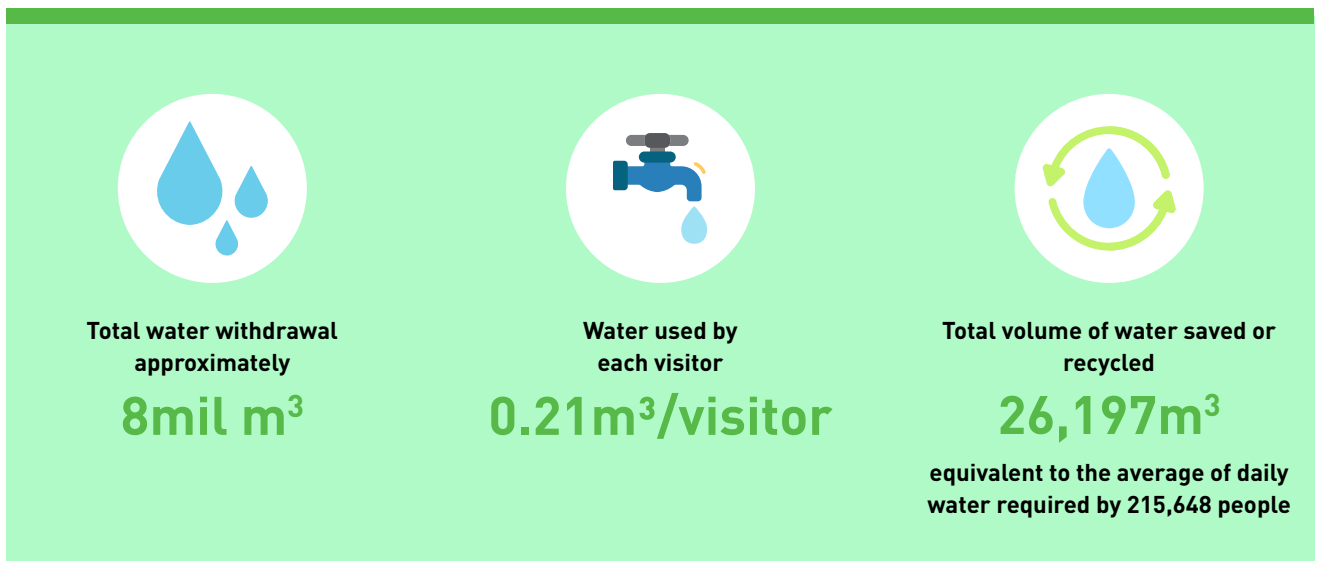 Total water withdrawal
approximately
8mil m³
Water used by
each visitor
0.21m³/visitor
Total volume of water saved or
recycled
26,197m³
equivalent to the average of daily
water required by 215,648 people